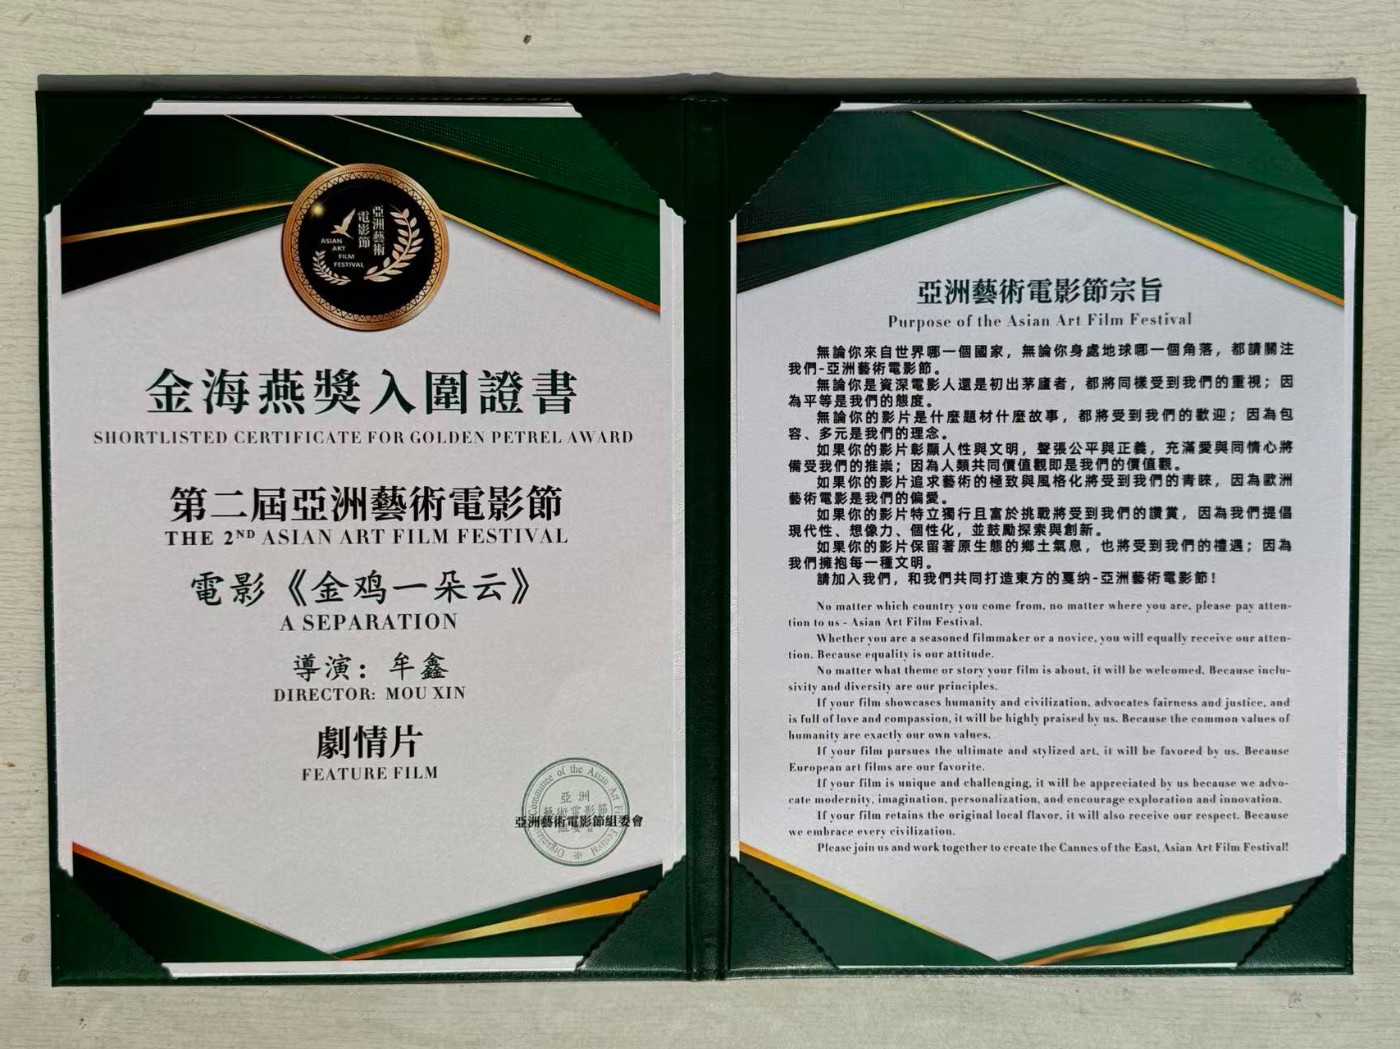 亞洲藝術
電影節
ASIAN
ART
FILM
FESTIVAL
金海燕獎入圍證書
SHORTLISTED CERTIFICATE FOR GOLDEN PETREL AWARD
第二屆亞洲藝術電影節
THE 2ND ASIAN ART FILM FESTIVAL
電影《金鸡一朵云》
A SEPARATION
導演：牟鑫
DIRECTOR: MOU XIN
劇情片
FEATURE FILM
亞洲
藝術電影節
亞洲藝術電影節組委會
亞洲藝術電影節宗旨
Purpose of the Asian Art Film Festival
無論你來自世界哪一個國家，無論你身處地球哪一個角落，都請關注
我們-亞洲藝術電影節。
無論你是資深電影人還是初出茅廬者，都將同樣受到我們的重視；因
為平等是我們的態度。
無論你的影片是什麼題材什麼故事，都將受到我們的歡迎；因為包
容、多元是我們的理念。
如果你的影片彰顯人性與文明，聲張公平與正義，充滿愛與同情心將
備受我們的推崇；因為人類共同價值觀即是我們的價值觀。
如果你的影片追求藝術的極致與風格化將受到我們的青睞，因為歐洲
藝術電影是我們的偏愛。
如果你的影片特立獨行且富於挑戰將受到我們的讚賞，因為我們提倡
現代性、想像力、個性化，並鼓勵探索與創新。
如果你的影片保留著原生態的鄉土氣息，也將受到我們的禮遇；因為
我們擁抱每一種文明。
請加入我們，和我們共同打造東方的戛纳-亞洲藝術電影節！
No matter which country you come from, no matter where you are, please pay atten-
tion to us - Asian Art Film Festival.
Whether you are a seasoned filmmaker or a novice, you will equally receive our atten-
tion. Because equality is our attitude.
No matter what theme or story your film is about, it will be welcomed. Because inclu-
sivity and diversity are our principles.
If your film showcases humanity and civilization, advocates fairness and justice, and
is full of love and compassion, it will be highly praised by us. Because the common values of
humanity are exactly our own values.
If your film pursues the ultimate and stylized art, it will be favored by us. Because
European art films are our favorite.
If your film is unique and challenging, it will be appreciated by us because we advo-
cate modernity, imagination, personalization, and encourage exploration and innovation.
If your film retains the original local flavor, it will also receive our respect. Because
we embrace every civilization.
Please join us and work together to create the Cannes of the East, Asian Art Film Festival!